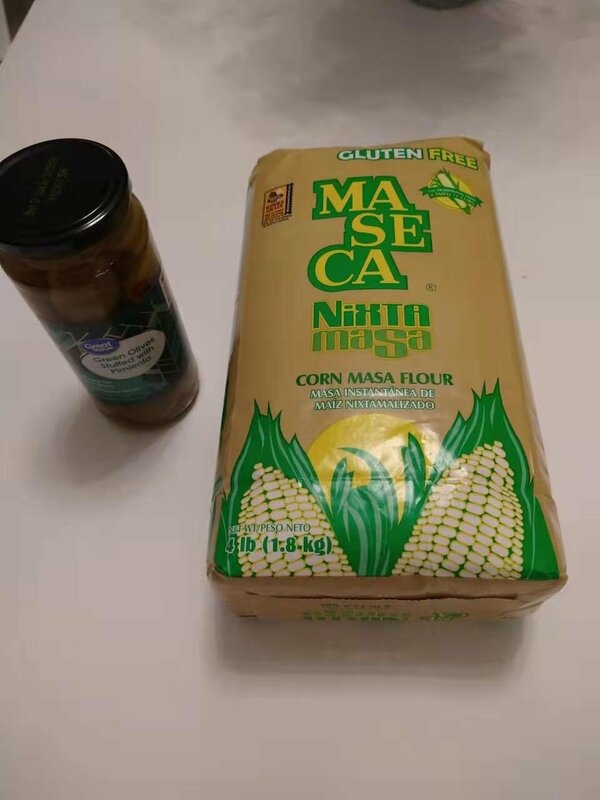 Great
Green Olives
Stuffed with
Pimiento
GLUTEN FREE
MA
SE
CA
®
NiXTA
masa
CORN MASA FLOUR
MASA INSTANTÁNEA DE
MAÍZ NIXTAMALIZADO
NET WT/PESO NETO
4 lb (1.8 kg)